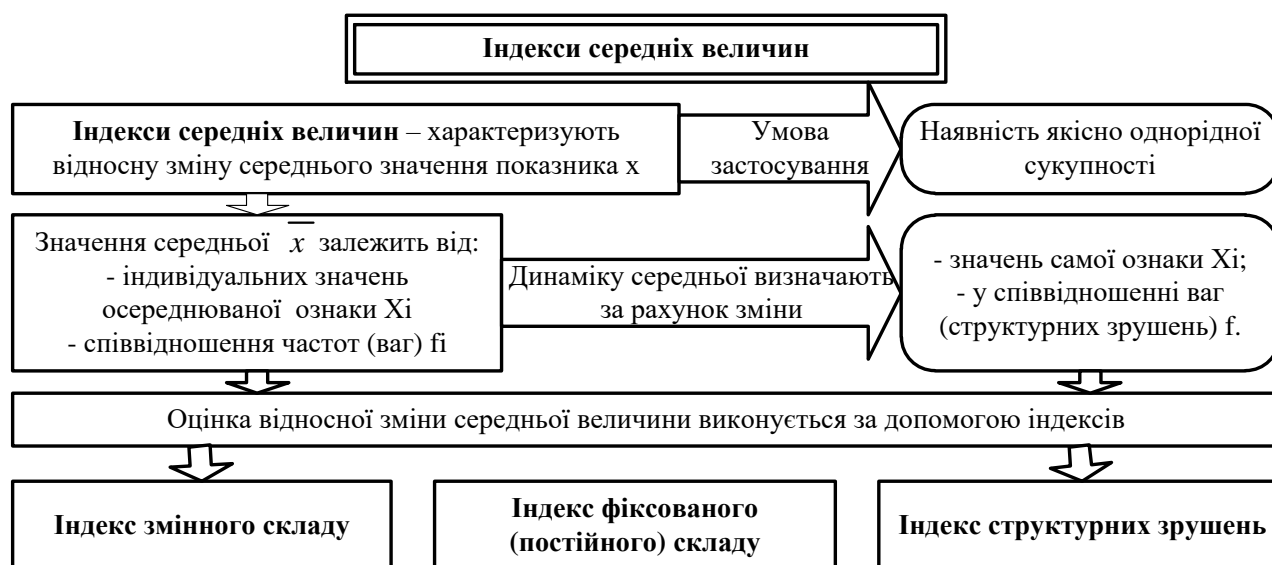 Індекси середніх величин
Індекси середніх величин – характеризують
відносну зміну середнього значення показника х
Умова
застосування
Наявність якісно однорідної
сукупності
Значення середньої x̄ залежить від:
- індивідуальних значень
осереднюваної ознаки Xi
- співвідношення частот (ваг) fi
Динаміку середньої визначають
за рахунок зміни
- значень самої ознаки Xi;
- у співвідношенні ваг
(структурних зрушень) f.
Оцінка відносної зміни середньої величини виконується за допомогою індексів
Індекс змінного складу
Індекс фіксованого
(постійного) складу
Індекс структурних зрушень